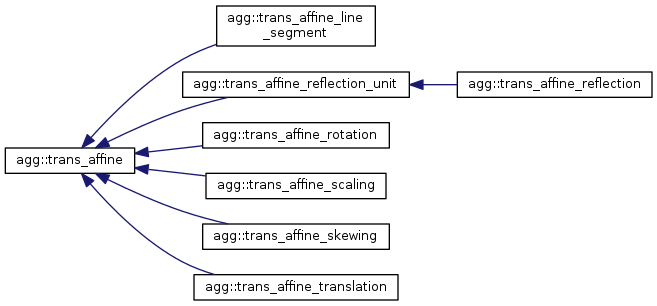 agg::trans_affine_line
_segment
agg::trans_affine_reflection_unit
agg::trans_affine_reflection
agg::trans_affine_rotation
agg::trans_affine
agg::trans_affine_scaling
agg::trans_affine_skewing
agg::trans_affine_translation